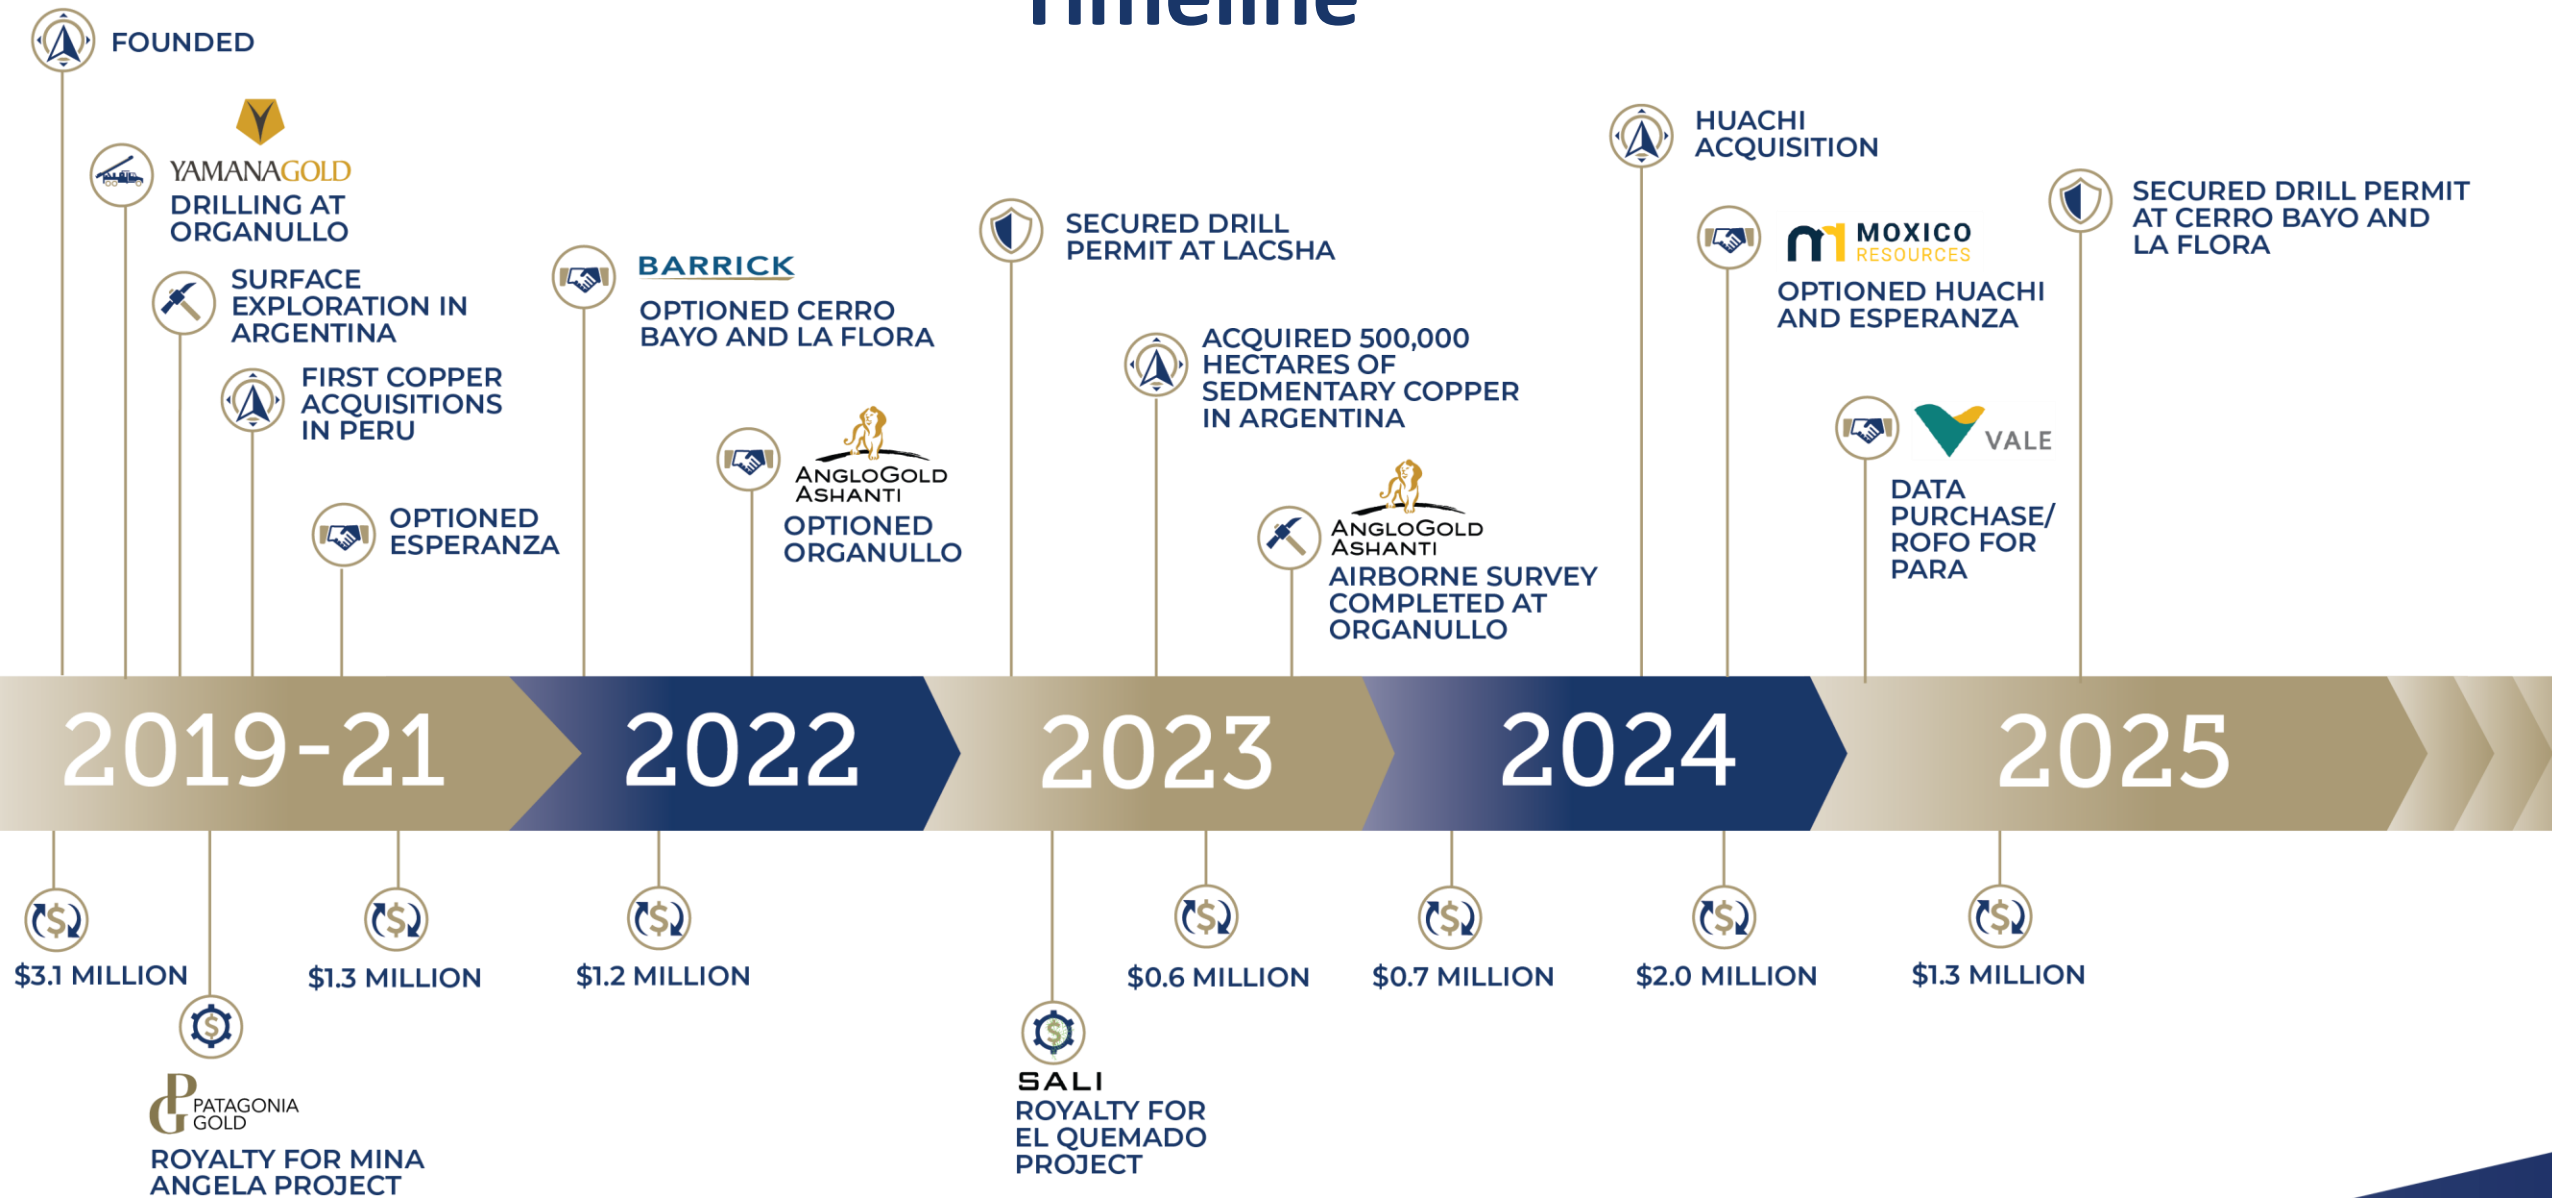 Timeline
FOUNDED
YAMANAGOLD
DRILLING AT
ORGANULLO
SURFACE
EXPLORATION IN
ARGENTINA
FIRST COPPER
ACQUISITIONS
IN PERU
OPTIONED
ESPERANZA
BARRICK
OPTIONED CERRO
BAYO AND LA FLORA
ANGLOGOLD
ASHANTI
OPTIONED
ORGANULLO
SECURED DRILL
PERMIT AT LACSHA
ACQUIRED 500,000
HECTARES OF
SEDMENTARY COPPER
IN ARGENTINA
ANGLOGOLD
ASHANTI
AIRBORNE SURVEY
COMPLETED AT
ORGANULLO
HUACHI
ACQUISITION
MOXICO
RESOURCES
OPTIONED HUACHI
AND ESPERANZA
VALE
DATA
PURCHASE/
ROFO FOR
PARA
SECURED DRILL PERMIT
AT CERRO BAYO AND
LA FLORA
2019-21
2022
2023
2024
2025
$3.1 MILLION
$1.3 MILLION
$1.2 MILLION
$0.6 MILLION
$0.7 MILLION
$2.0 MILLION
$1.3 MILLION
PATAGONIA
GOLD
ROYALTY FOR MINA
ANGELA PROJECT
SALI
ROYALTY FOR
EL QUEMADO
PROJECT